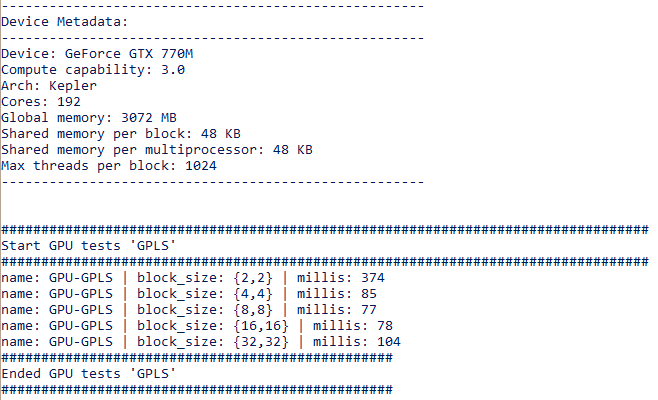 -----------------------------------------------------
Device Metadata:
-----------------------------------------------------
Device: GeForce GTX 770M
Compute capability: 3.0
Arch: Kepler
Cores: 192
Global memory: 3072 MB
Shared memory per block: 48 KB
Shared memory per multiprocessor: 48 KB
Max threads per block: 1024
-----------------------------------------------------
#################################################################################
Start GPU tests 'GPLS'
#################################################################################
name: GPU-GPLS | block_size: {2,2} | millis: 374
name: GPU-GPLS | block_size: {4,4} | millis: 85
name: GPU-GPLS | block_size: {8,8} | millis: 77
name: GPU-GPLS | block_size: {16,16} | millis: 78
name: GPU-GPLS | block_size: {32,32} | millis: 104
#################################################
Ended GPU tests 'GPLS'
#################################################